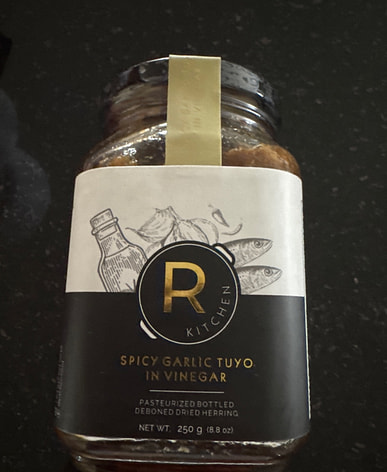 R
KITCHEN
SPICY GARLIC TUYO
IN VINEGAR
PASTEURIZED BOTTLED
DEBONED DRIED HERRING
NET WT. 250 g (8.8 oz)